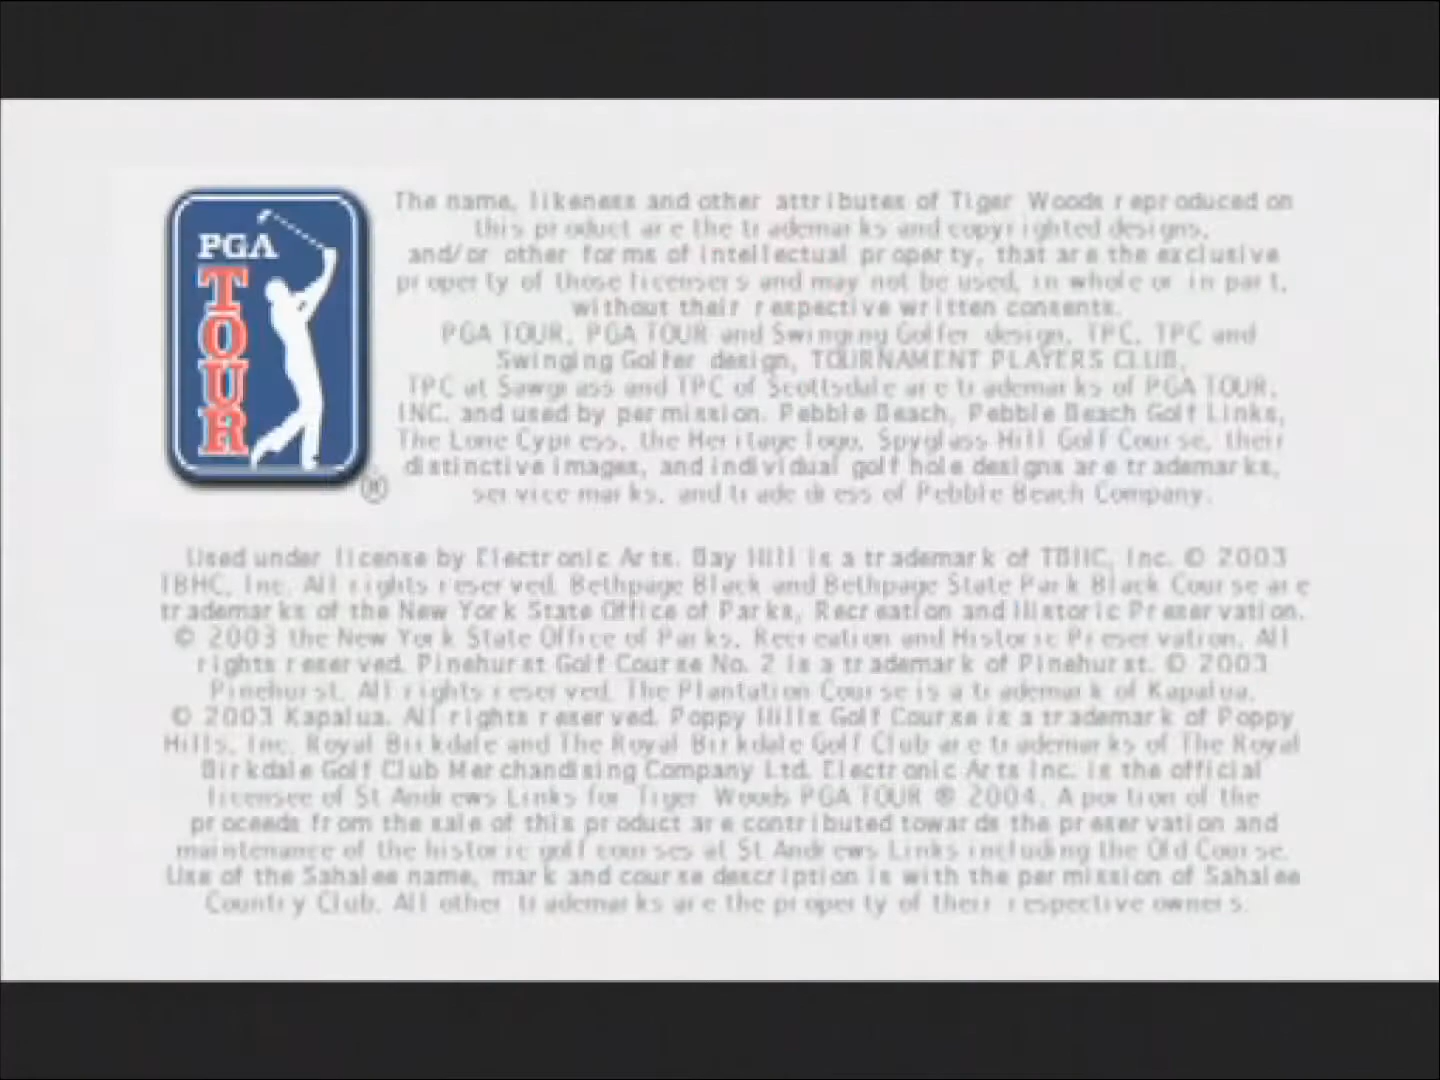 PGA
TOUR
®
The name, likeness and other attributes of Tiger Woods reproduced on
this product are the trademarks and copyrighted designs,
and/or other forms of intellectual property, that are the exclusive
property of those licensers and may not be used, in whole or in part,
without their respective written consents.
PGA TOUR, PGA TOUR and Swinging Golfer design, TPC, TPC and
Swinging Golfer design, TOURNAMENT PLAYERS CLUB,
TPC at Sawgrass and TPC of Scottsdale are trademarks of PGA TOUR,
INC. and used by permission. Pebble Beach, Pebble Beach Golf Links,
The Lone Cypress, the Heritage logo, Spyglass Hill Golf Course, their
distinctive images, and individual golf hole designs are trademarks,
service marks, and trade dress of Pebble Beach Company.
Used under license by Electronic Arts. Bay Hill is a trademark of TBHC, Inc. © 2003
TBHC, Inc. All rights reserved. Bethpage Black and Bethpage State Park Black Course are
trademarks of the New York State Office of Parks, Recreation and Historic Preservation.
© 2003 the New York State Office of Parks, Recreation and Historic Preservation. All
rights reserved. Pinehurst Golf Course No. 2 is a trademark of Pinehurst. © 2003
Pinehurst. All rights reserved. The Plantation Course is a trademark of Kapalua.
© 2003 Kapalua. All rights reserved. Poppy Hills Golf Course is a trademark of Poppy
Hills, Inc. Royal Birkdale and The Royal Birkdale Golf Club are trademarks of The Royal
Birkdale Golf Club Merchandising Company Ltd. Electronic Arts Inc. is the official
licensee of St Andrews Links for Tiger Woods PGA TOUR ® 2004. A portion of the
proceeds from the sale of this product are contributed towards the preservation and
maintenance of the historic golf courses at St Andrews Links including the Old Course.
Use of the Sahalee name, mark and course description is with the permission of Sahalee
Country Club. All other trademarks are the property of their respective owners.